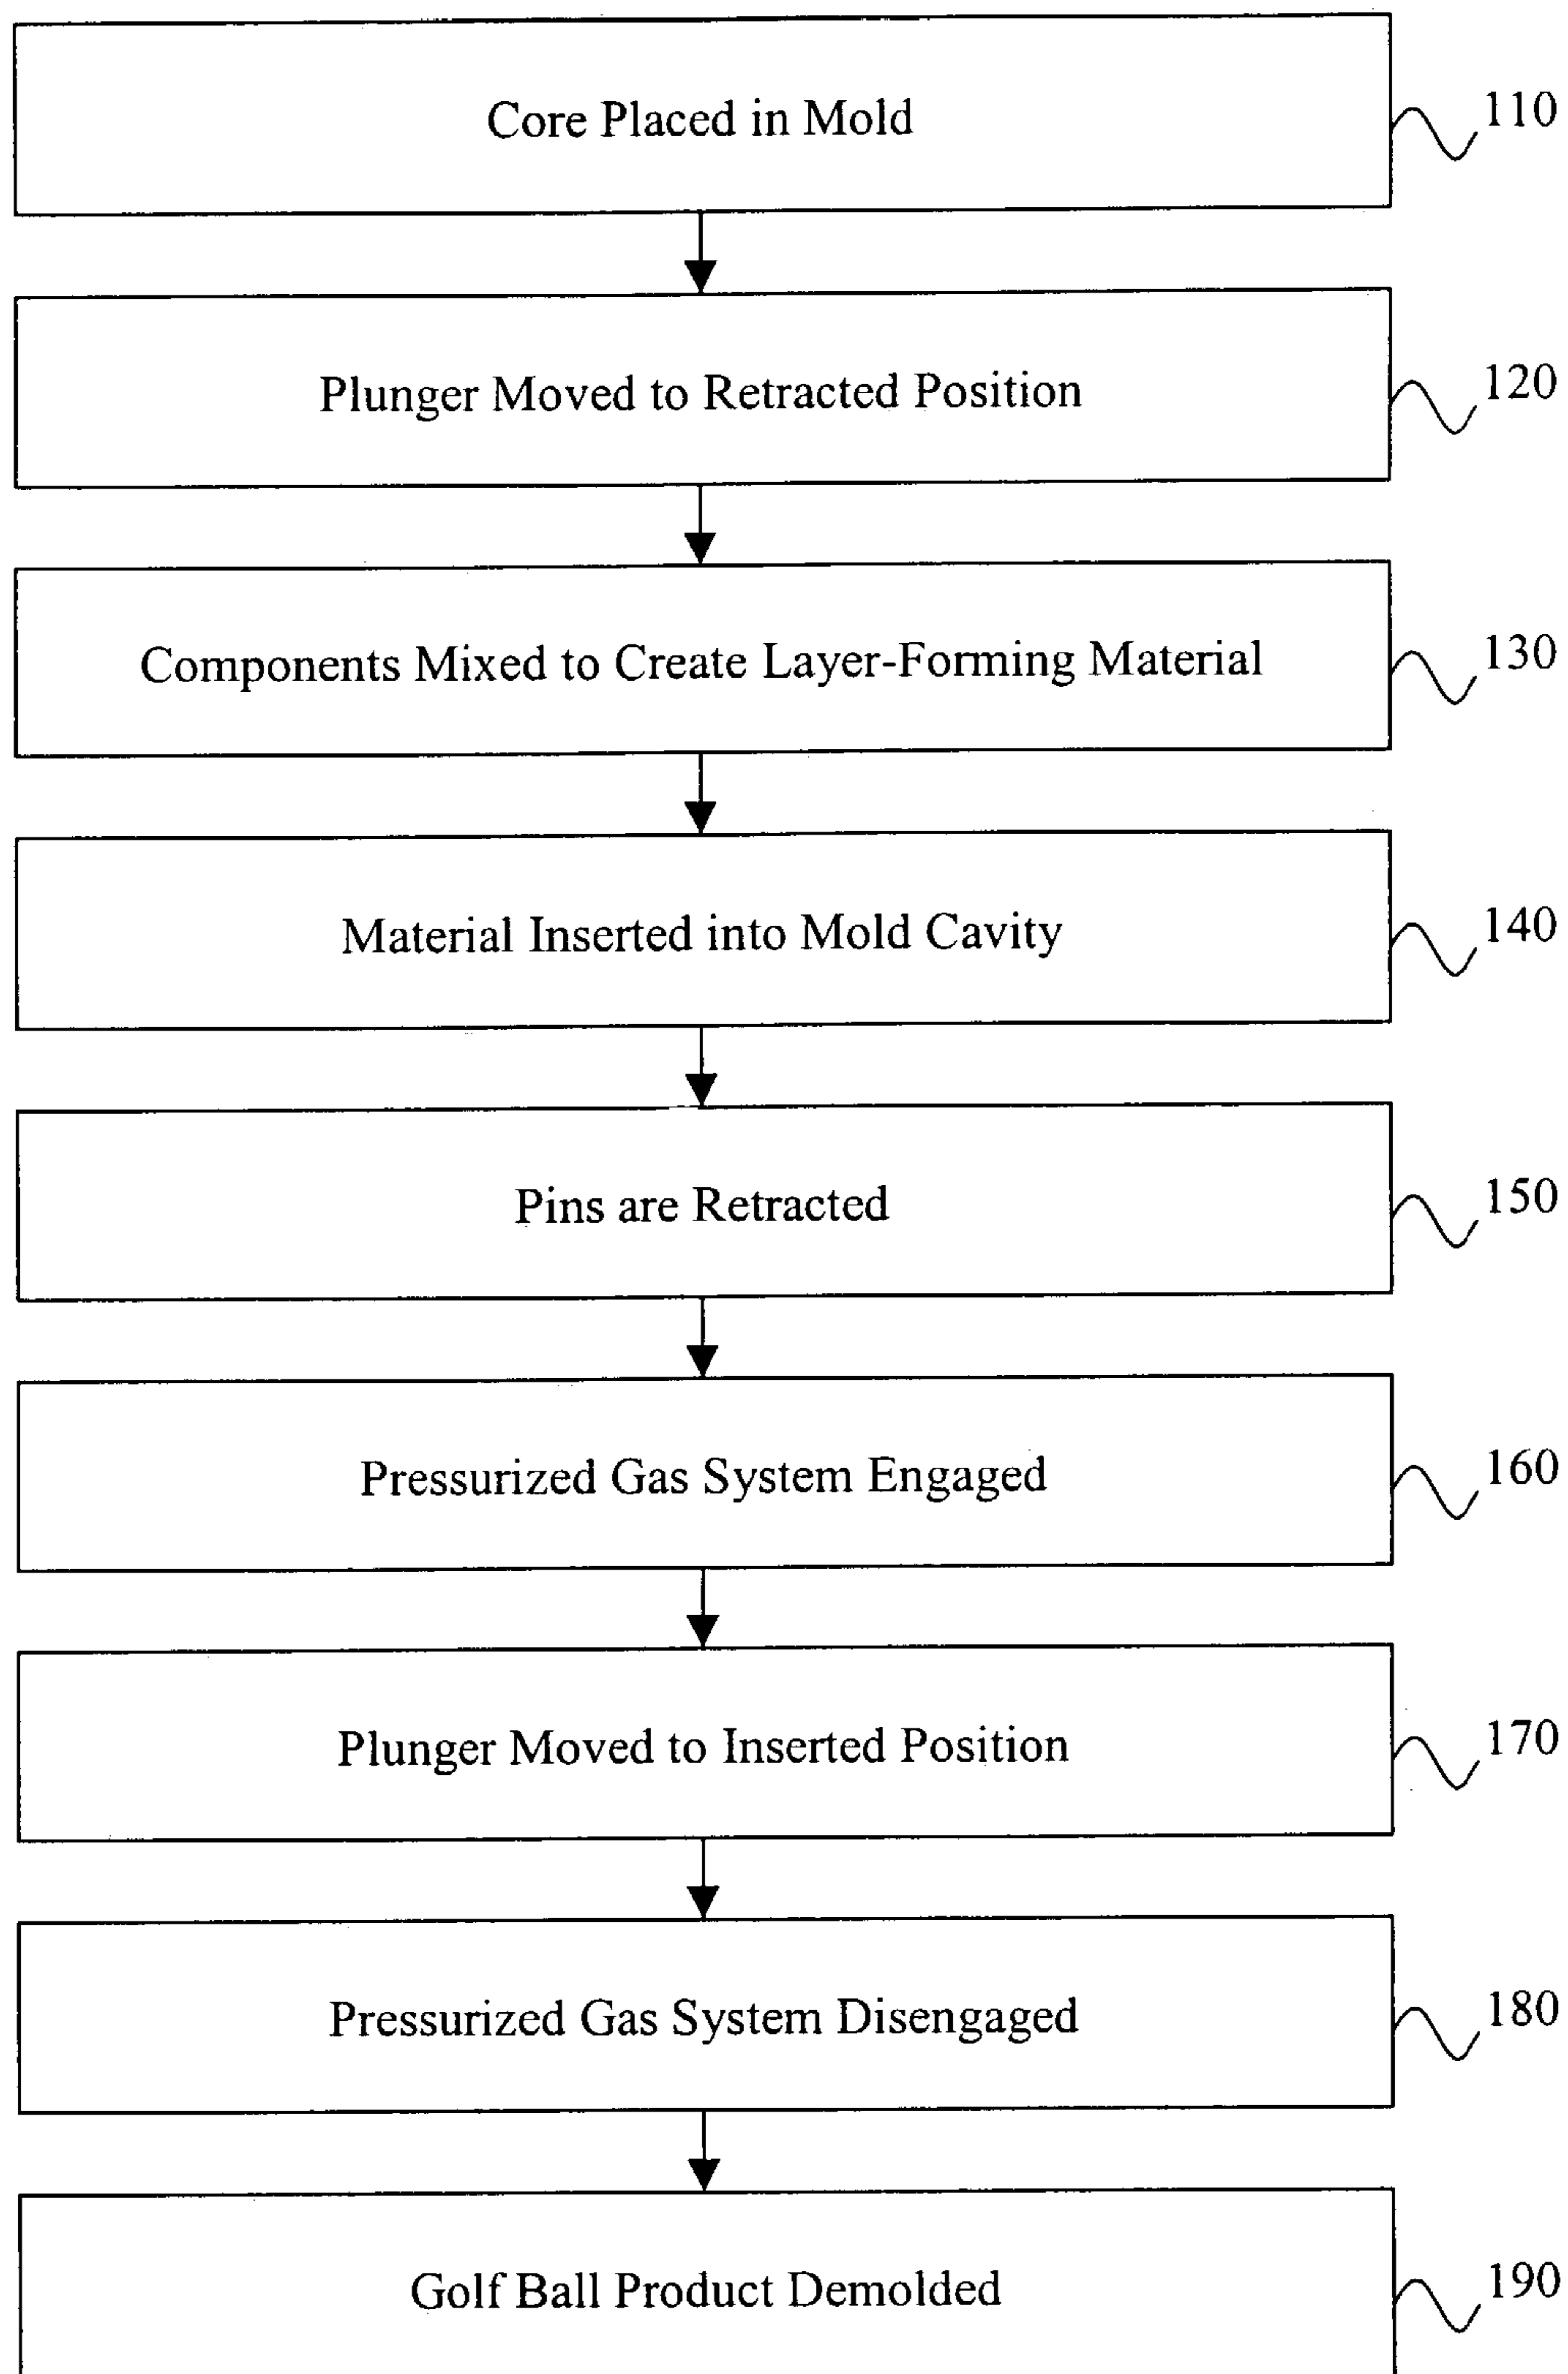 Core Placed in Mold
110
Plunger Moved to Retracted Position
120
Components Mixed to Create Layer-Forming Material
130
Material Inserted into Mold Cavity
140
Pins are Retracted
150
Pressurized Gas System Engaged
160
Plunger Moved to Inserted Position
170
Pressurized Gas System Disengaged
180
Golf Ball Product Demolded
190